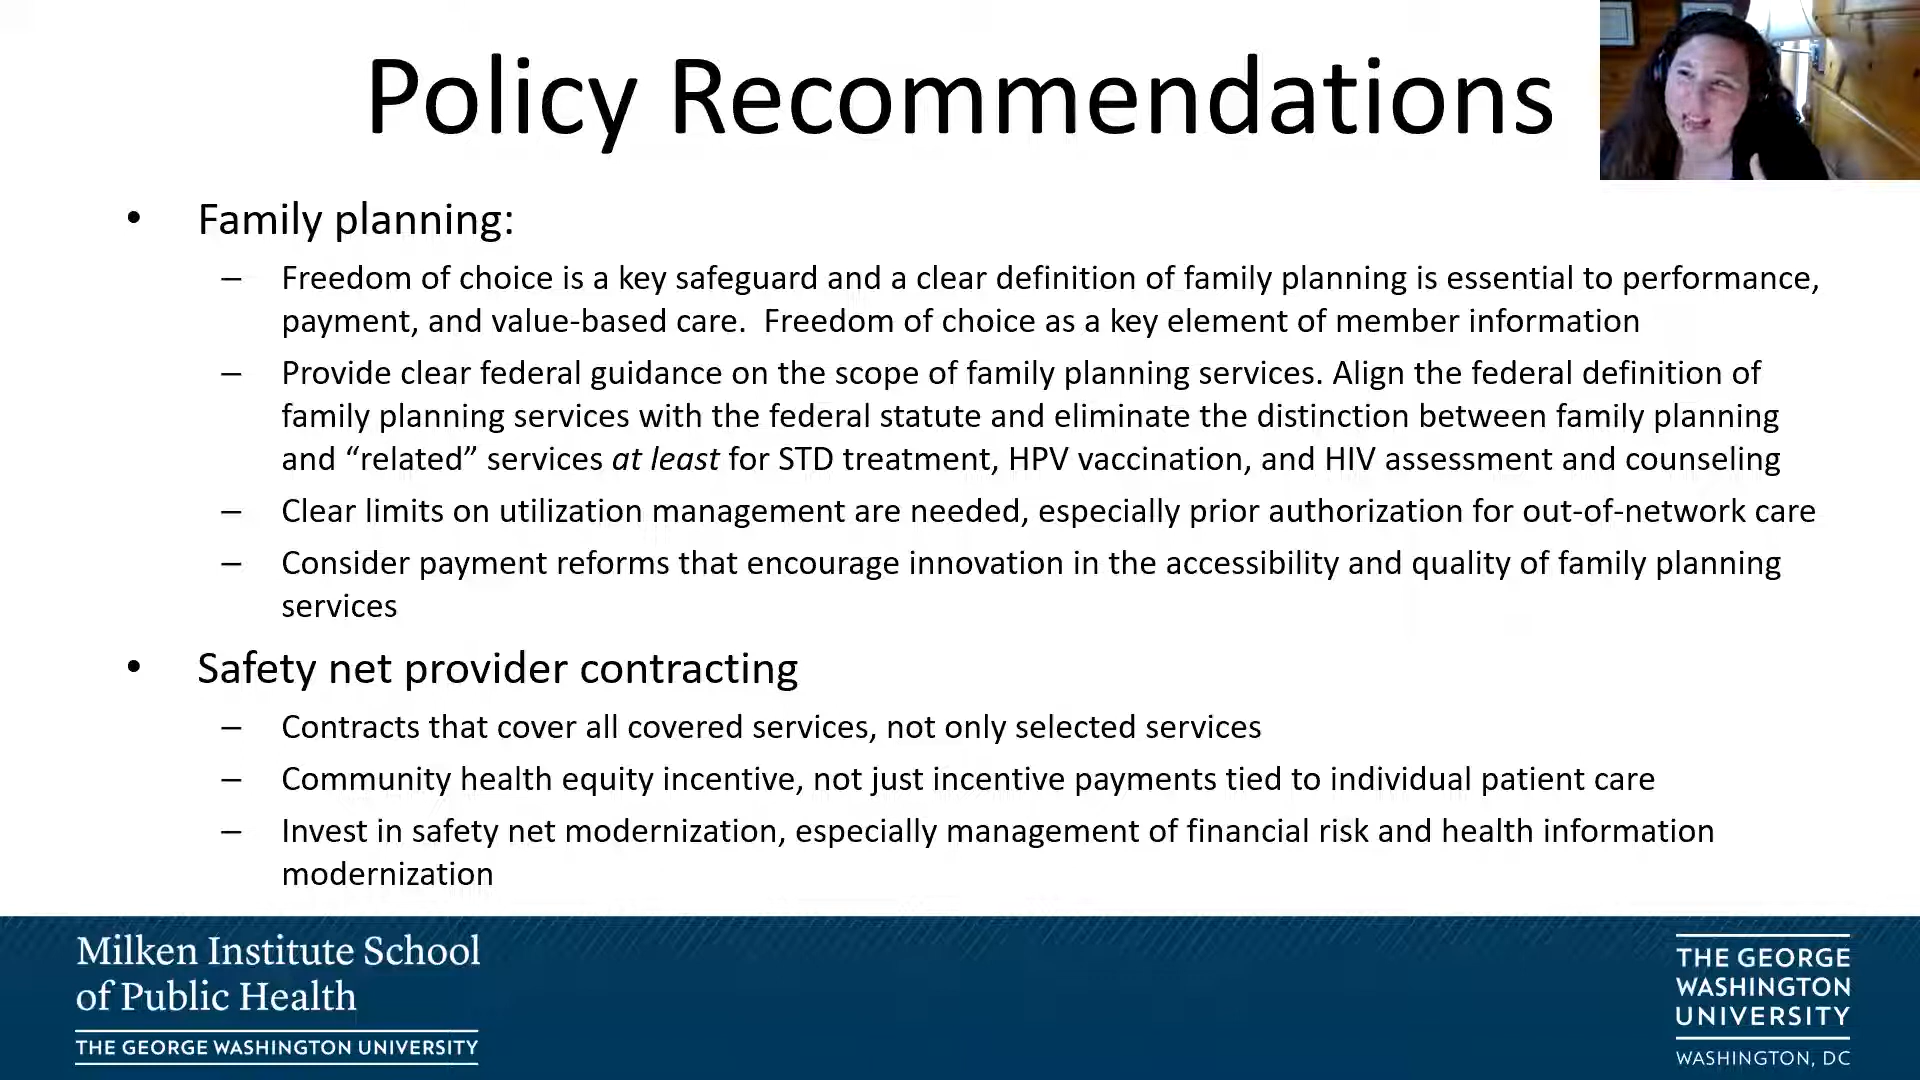 Policy Recommendations
• Family planning:
– Freedom of choice is a key safeguard and a clear definition of family planning is essential to performance,
payment, and value-based care.  Freedom of choice as a key element of member information
– Provide clear federal guidance on the scope of family planning services. Align the federal definition of
family planning services with the federal statute and eliminate the distinction between family planning
and “related” services at least for STD treatment, HPV vaccination, and HIV assessment and counseling
– Clear limits on utilization management are needed, especially prior authorization for out-of-network care
– Consider payment reforms that encourage innovation in the accessibility and quality of family planning
services
• Safety net provider contracting
– Contracts that cover all covered services, not only selected services
– Community health equity incentive, not just incentive payments tied to individual patient care
– Invest in safety net modernization, especially management of financial risk and health information
modernization
Milken Institute School
of Public Health
THE GEORGE WASHINGTON UNIVERSITY
THE GEORGE
WASHINGTON
UNIVERSITY
WASHINGTON, DC